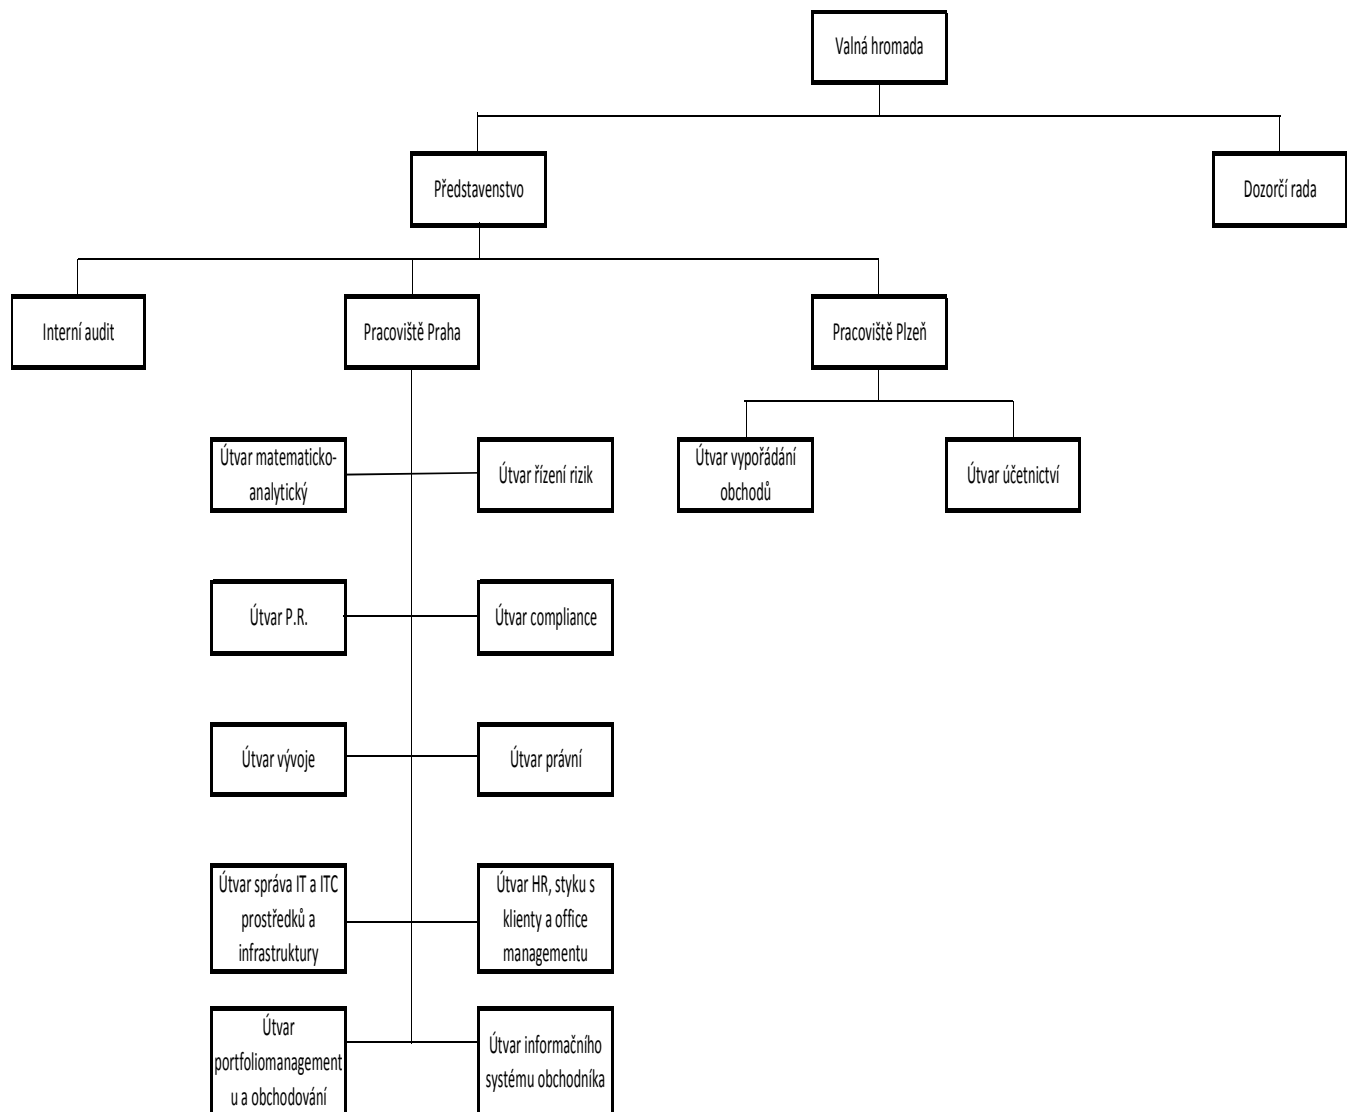 Valná hromada
Představenstvo
Dozorčí rada
Interní audit
Pracoviště Praha
Pracoviště Plzeň
Útvar matematicko-
analytický
Útvar řízení rizik
Útvar vypořádání
obchodů
Útvar účetnictví
Útvar P.R.
Útvar compliance
Útvar vývoje
Útvar právní
Útvar správa IT a ITC
prostředků a
infrastruktury
Útvar HR, styku s
klienty a office
managementu
Útvar
portfoliomanagement
u a obchodování
Útvar informačního
systému obchodníka